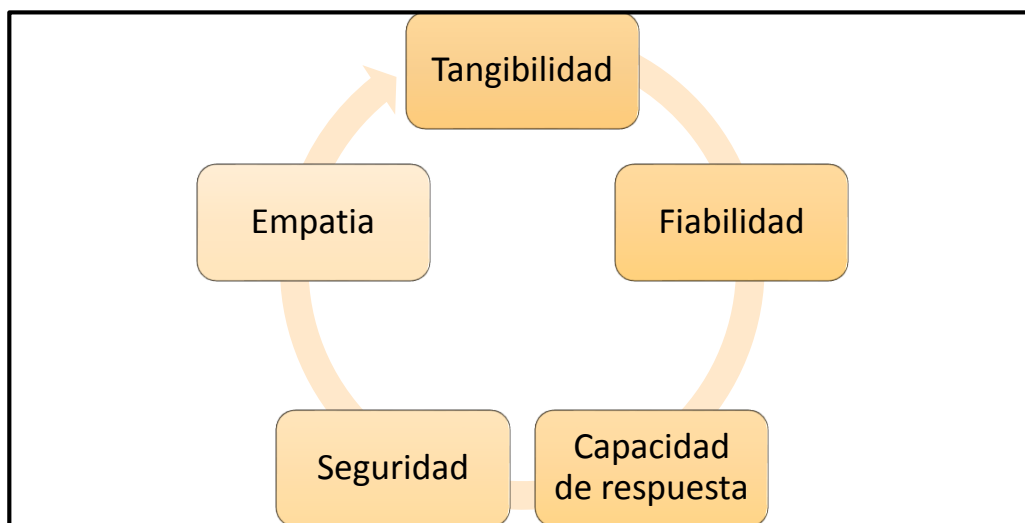 Tangibilidad
Fiabilidad
Capacidad
de respuesta
Seguridad
Empatia